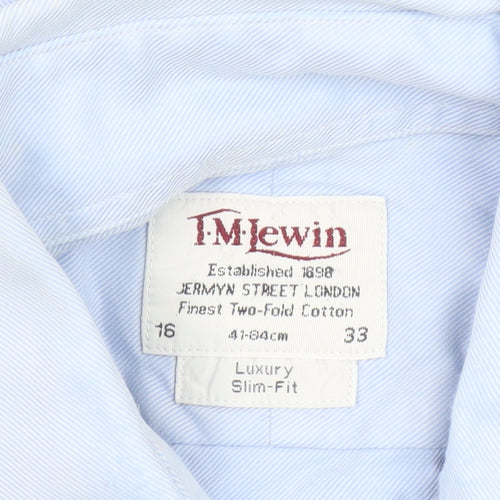 T·M·Lewin
Established 1898
JERMYN STREET LONDON
Finest Two-Fold Cotton
16 41-84cm 33
Luxury
Slim-Fit